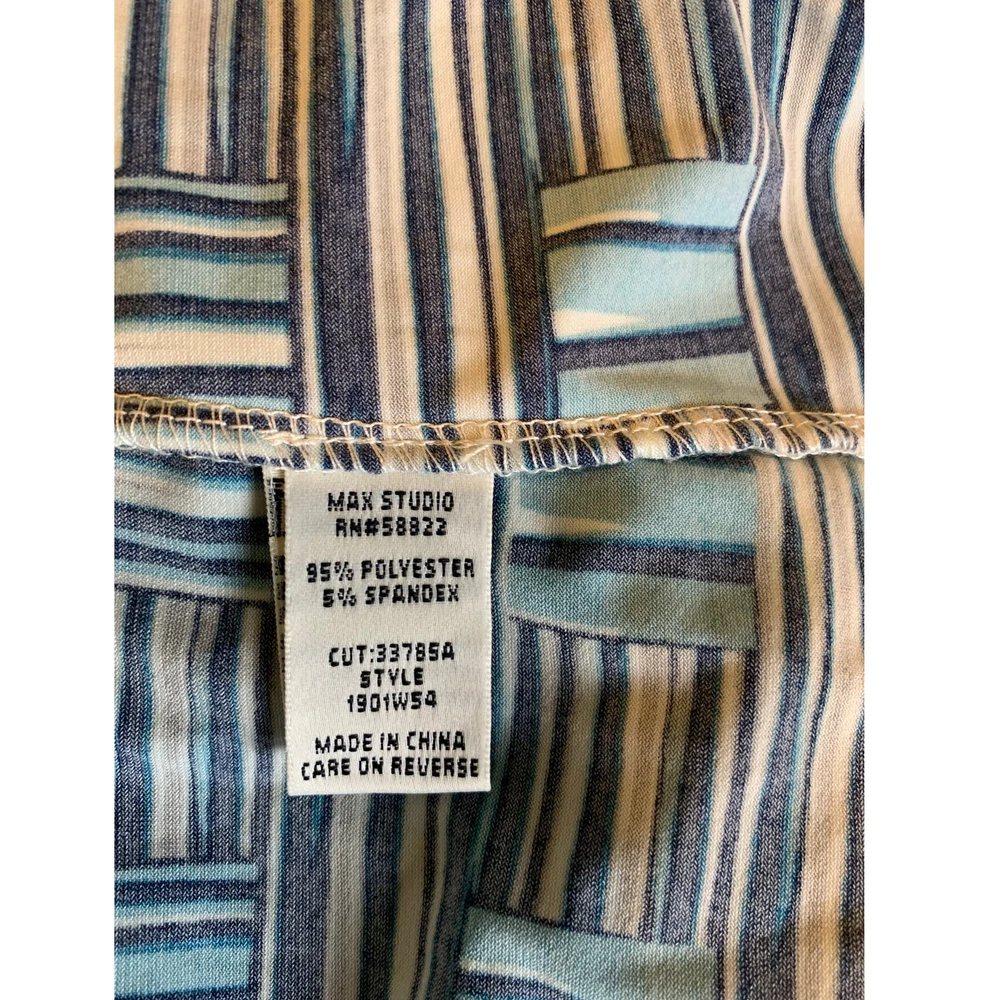 MAX STUDIO
RN#58822
95% POLYESTER
5% SPANDEX
CUT:33785A
STYLE
1901W54
MADE IN CHINA
CARE ON REVERSE